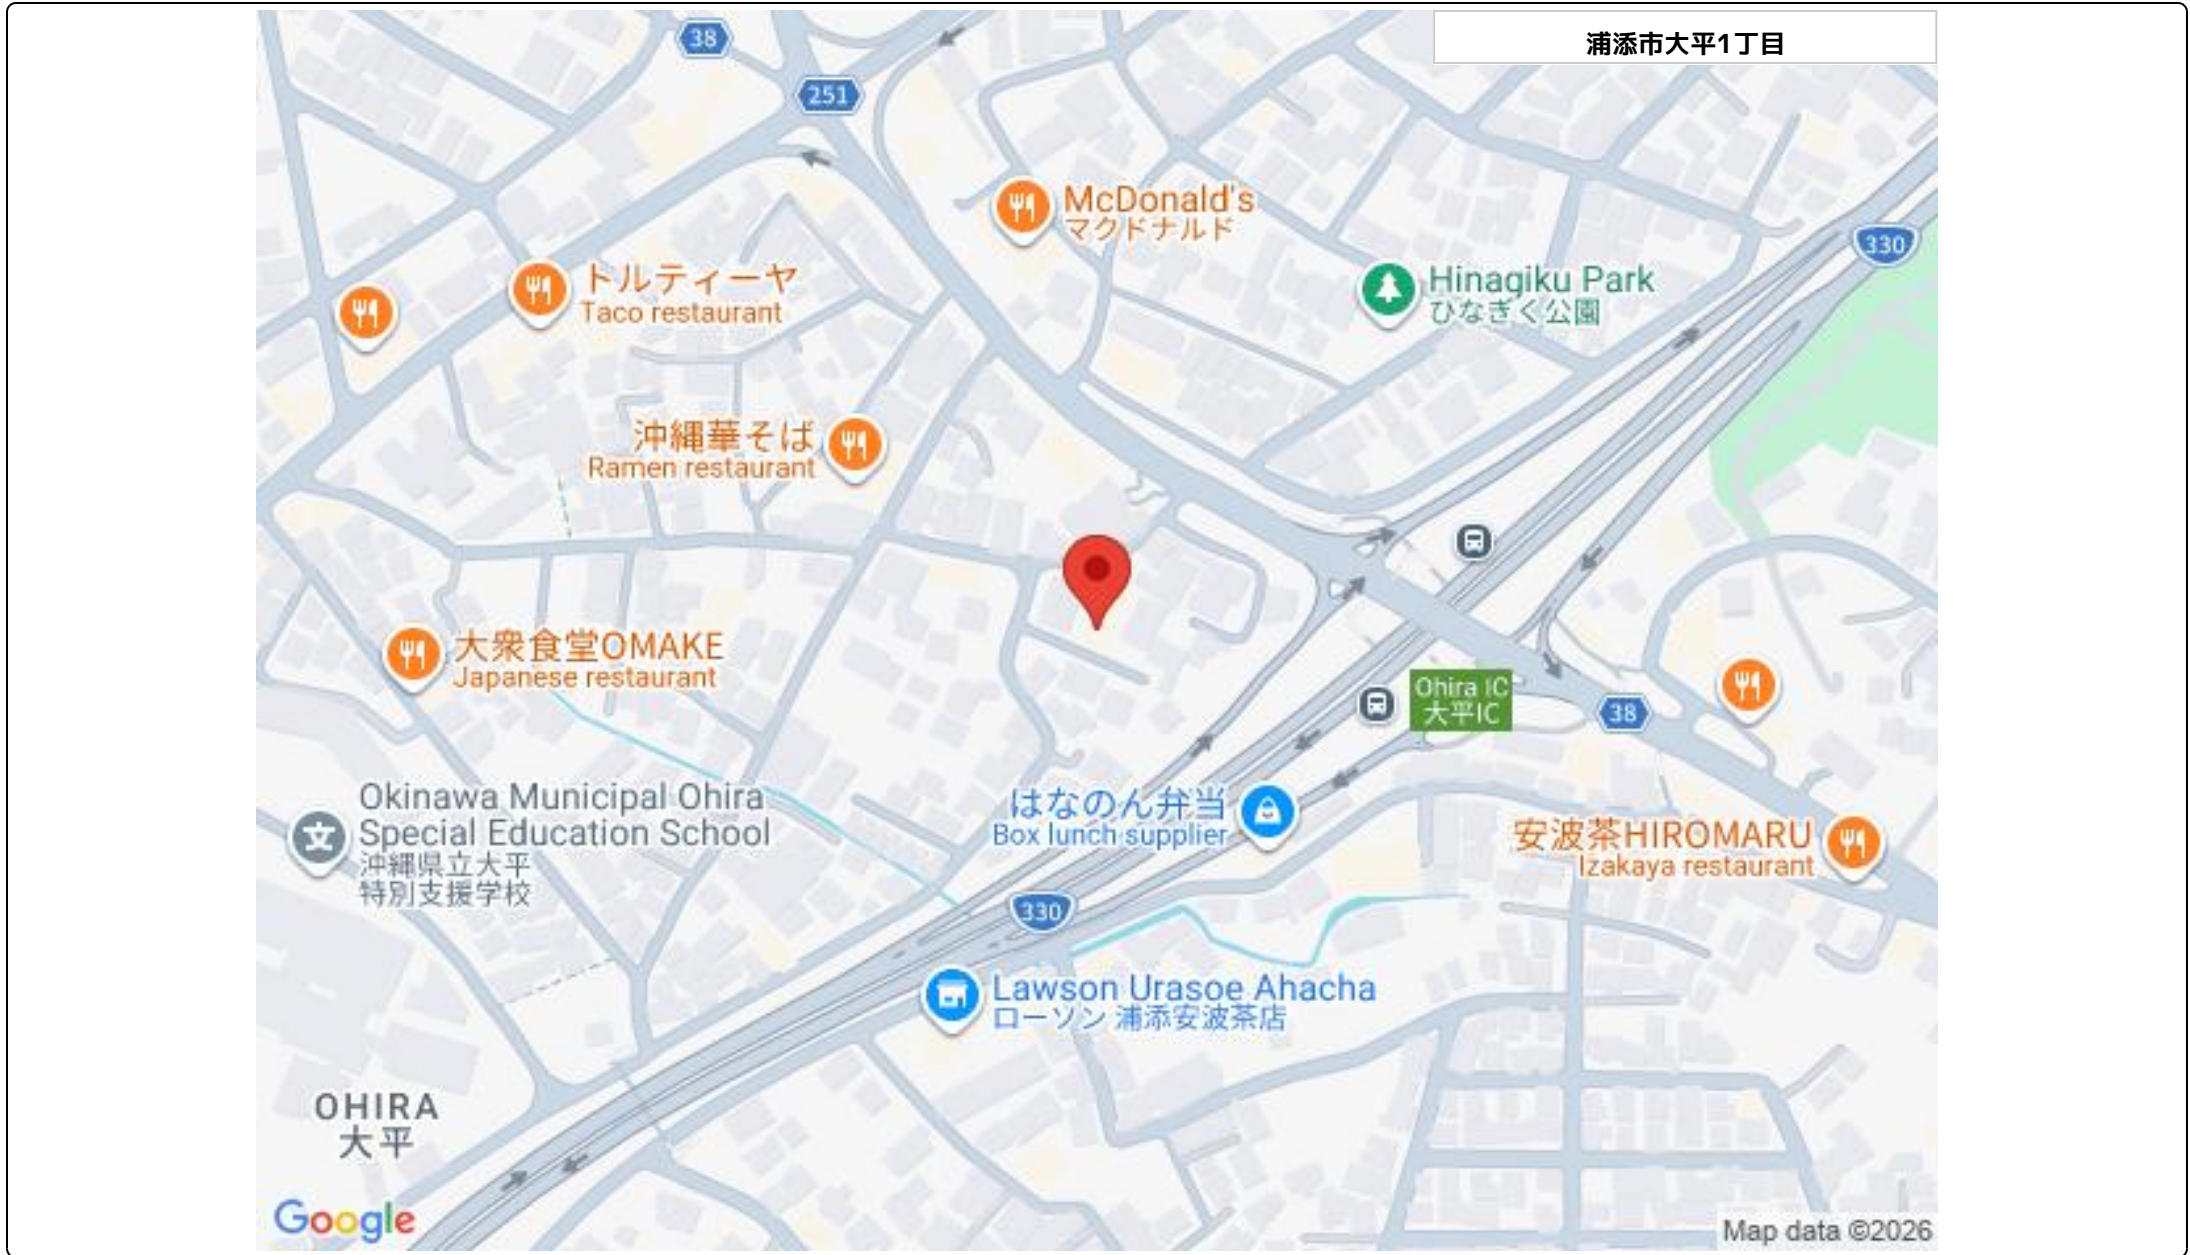 38
浦添市大平1丁目
251
McDonald's
マクドナルド
330
トルティーヤ
Taco restaurant
Hinagiku Park
ひなぎく公園
沖縄華そば
Ramen restaurant
大衆食堂OMAKE
Japanese restaurant
Ohira IC
大平IC
38
Okinawa Municipal Ohira
Special Education School
沖縄県立大平
特別支援学校
はなのん弁当
Box lunch supplier
安波茶HIROMARU
Izakaya restaurant
330
Lawson Urasoe Ahacha
ローソン 浦添安波茶店
OHIRA
大平
Google
Map data ©2026